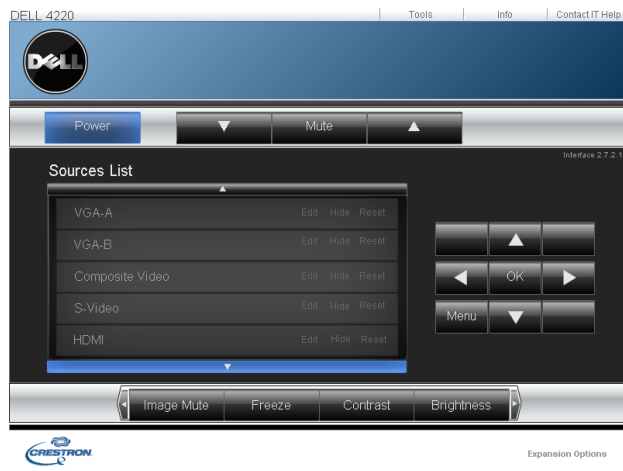 DELL 4220
Tools Info Contact IT Help
DELL
Power Mute
Interface 2.7.2.1
Sources List
VGA-A Edit Hide Reset
VGA-B Edit Hide Reset
Composite Video Edit Hide Reset
S-Video Edit Hide Reset
HDMI Edit Hide Reset
OK
Menu
Image Mute Freeze Contrast Brightness
CRESTRON Expansion Options